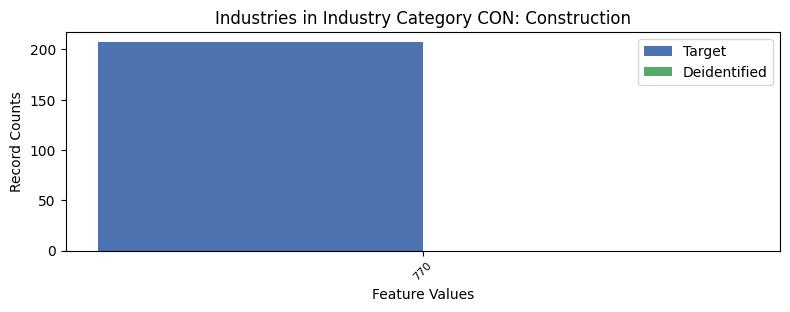 Industries in Industry Category CON: Construction
Target
Deidentified
Record Counts
200
150
100
50
0
770
Feature Values